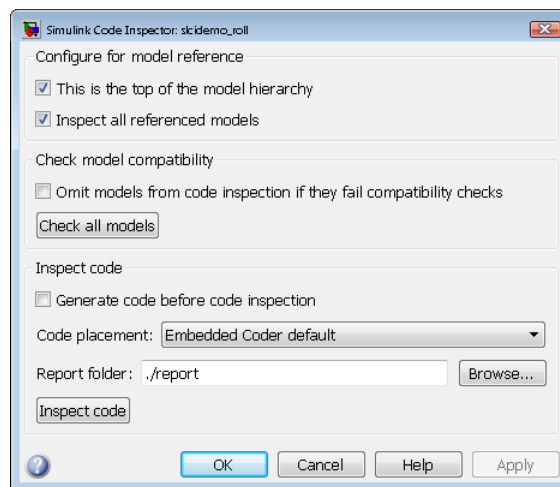 Simulink Code Inspector: slcidemo_roll
Configure for model reference
This is the top of the model hierarchy
Inspect all referenced models
Check model compatibility
Omit models from code inspection if they fail compatibility checks
Check all models
Inspect code
Generate code before code inspection
Code placement: Embedded Coder default
Report folder: ./report Browse...
Inspect code
OK Cancel Help Apply